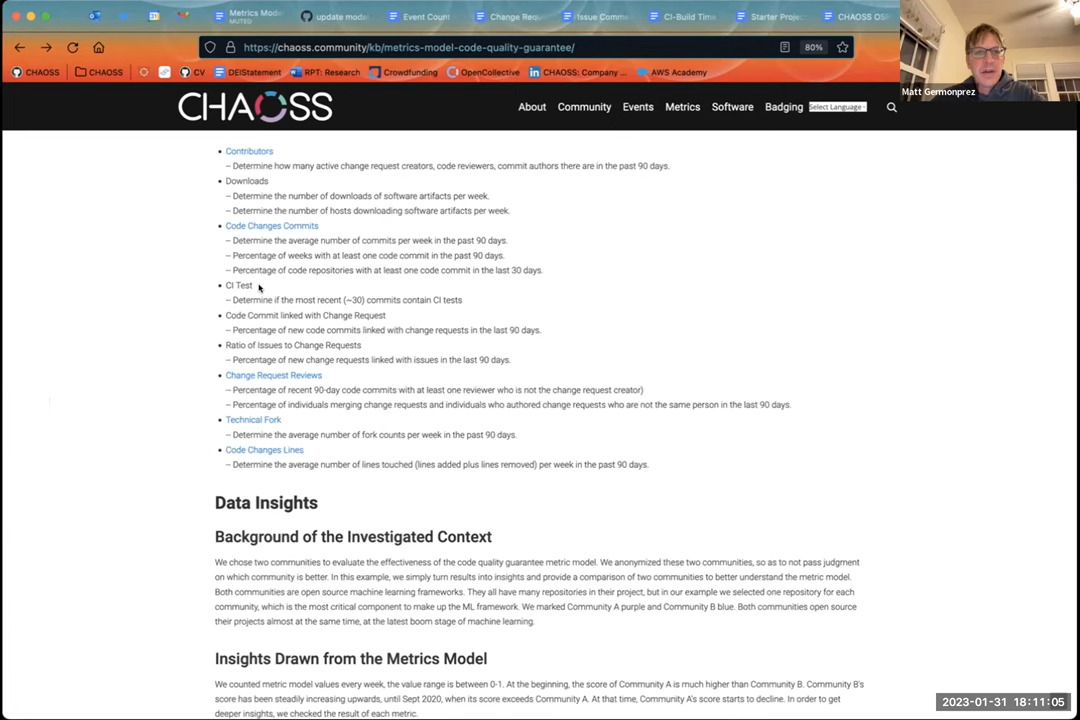 Metrics Mode
MUTED
update model
Event Count
Change Req
Issue Comm
CI-Build Time
Starter Projec
CHAOSS OS
https://chaoss.community/kb/metrics-model-code-quality-guarantee/
80%
CHAOSS
CHAOSS
CV
DEIStatement
RPT: Research
Crowdfunding
OpenCollective
CHAOSS: Company ...
AWS Academy
Matt Germonprez
CHAOSS
About
Community
Events
Metrics
Software
Badging
Select Language
Contributors
– Determine how many active change request creators, code reviewers, commit authors there are in the past 90 days.
Downloads
– Determine the number of downloads of software artifacts per week.
– Determine the number of hosts downloading software artifacts per week.
Code Changes Commits
– Determine the average number of commits per week in the past 90 days.
– Percentage of weeks with at least one code commit in the past 90 days.
– Percentage of code repositories with at least one code commit in the last 30 days.
CI Test
– Determine if the most recent (~30) commits contain CI tests
Code Commit linked with Change Request
– Percentage of new code commits linked with change requests in the last 90 days.
Ratio of Issues to Change Requests
– Percentage of new change requests linked with issues in the last 90 days.
Change Request Reviews
– Percentage of recent 90-day code commits with at least one reviewer who is not the change request creator)
– Percentage of individuals merging change requests and individuals who authored change requests who are not the same person in the last 90 days.
Technical Fork
– Determine the average number of fork counts per week in the past 90 days.
Code Changes Lines
– Determine the average number of lines touched (lines added plus lines removed) per week in the past 90 days.
Data Insights
Background of the Investigated Context
We chose two communities to evaluate the effectiveness of the code quality guarantee metric model. We anonymized these two communities, so as to not pass judgment
on which community is better. In this example, we simply turn results into insights and provide a comparison of two communities to better understand the metric model.
Both communities are open source machine learning frameworks. They all have many repositories in their project, but in our example we selected one repository for each
community, which is the most critical component to make up the ML framework. We marked Community A purple and Community B blue. Both communities open source
their projects almost at the same time, at the latest boom stage of machine learning.
Insights Drawn from the Metrics Model
We counted metric model values every week, the value range is between 0-1. At the beginning, the score of Community A is much higher than Community B. Community B's
score has been steadily increasing upwards, until Sept 2020, when its score exceeds Community A. At that time, Community A's score starts to decline. In order to get
deeper insights, we checked the result of each metric.
2023-01-31 18:11:05